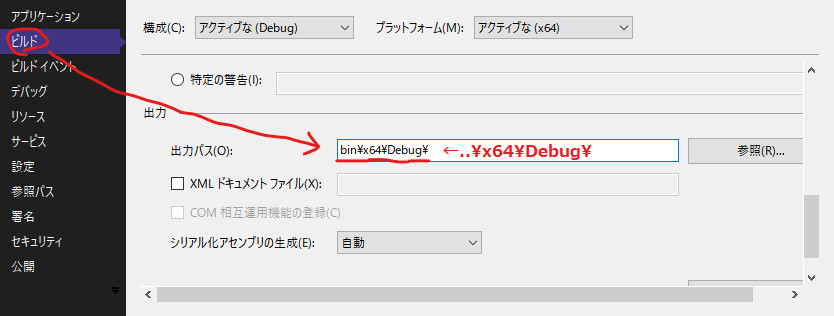 アプリケーション
ビルド
ビルド イベント
デバッグ
リソース
サービス
設定
参照パス
署名
セキュリティ
公開
構成(C): アクティブな (Debug) プラットフォーム(M): アクティブな (x64)
特定の警告(I):
出力
出力パス(O): bin¥x64¥Debug¥ ←..¥x64¥Debug¥ 参照(R)...
XML ドキュメント ファイル(X):
COM 相互運用機能の登録(C)
シリアル化アセンブリの生成(E): 自動